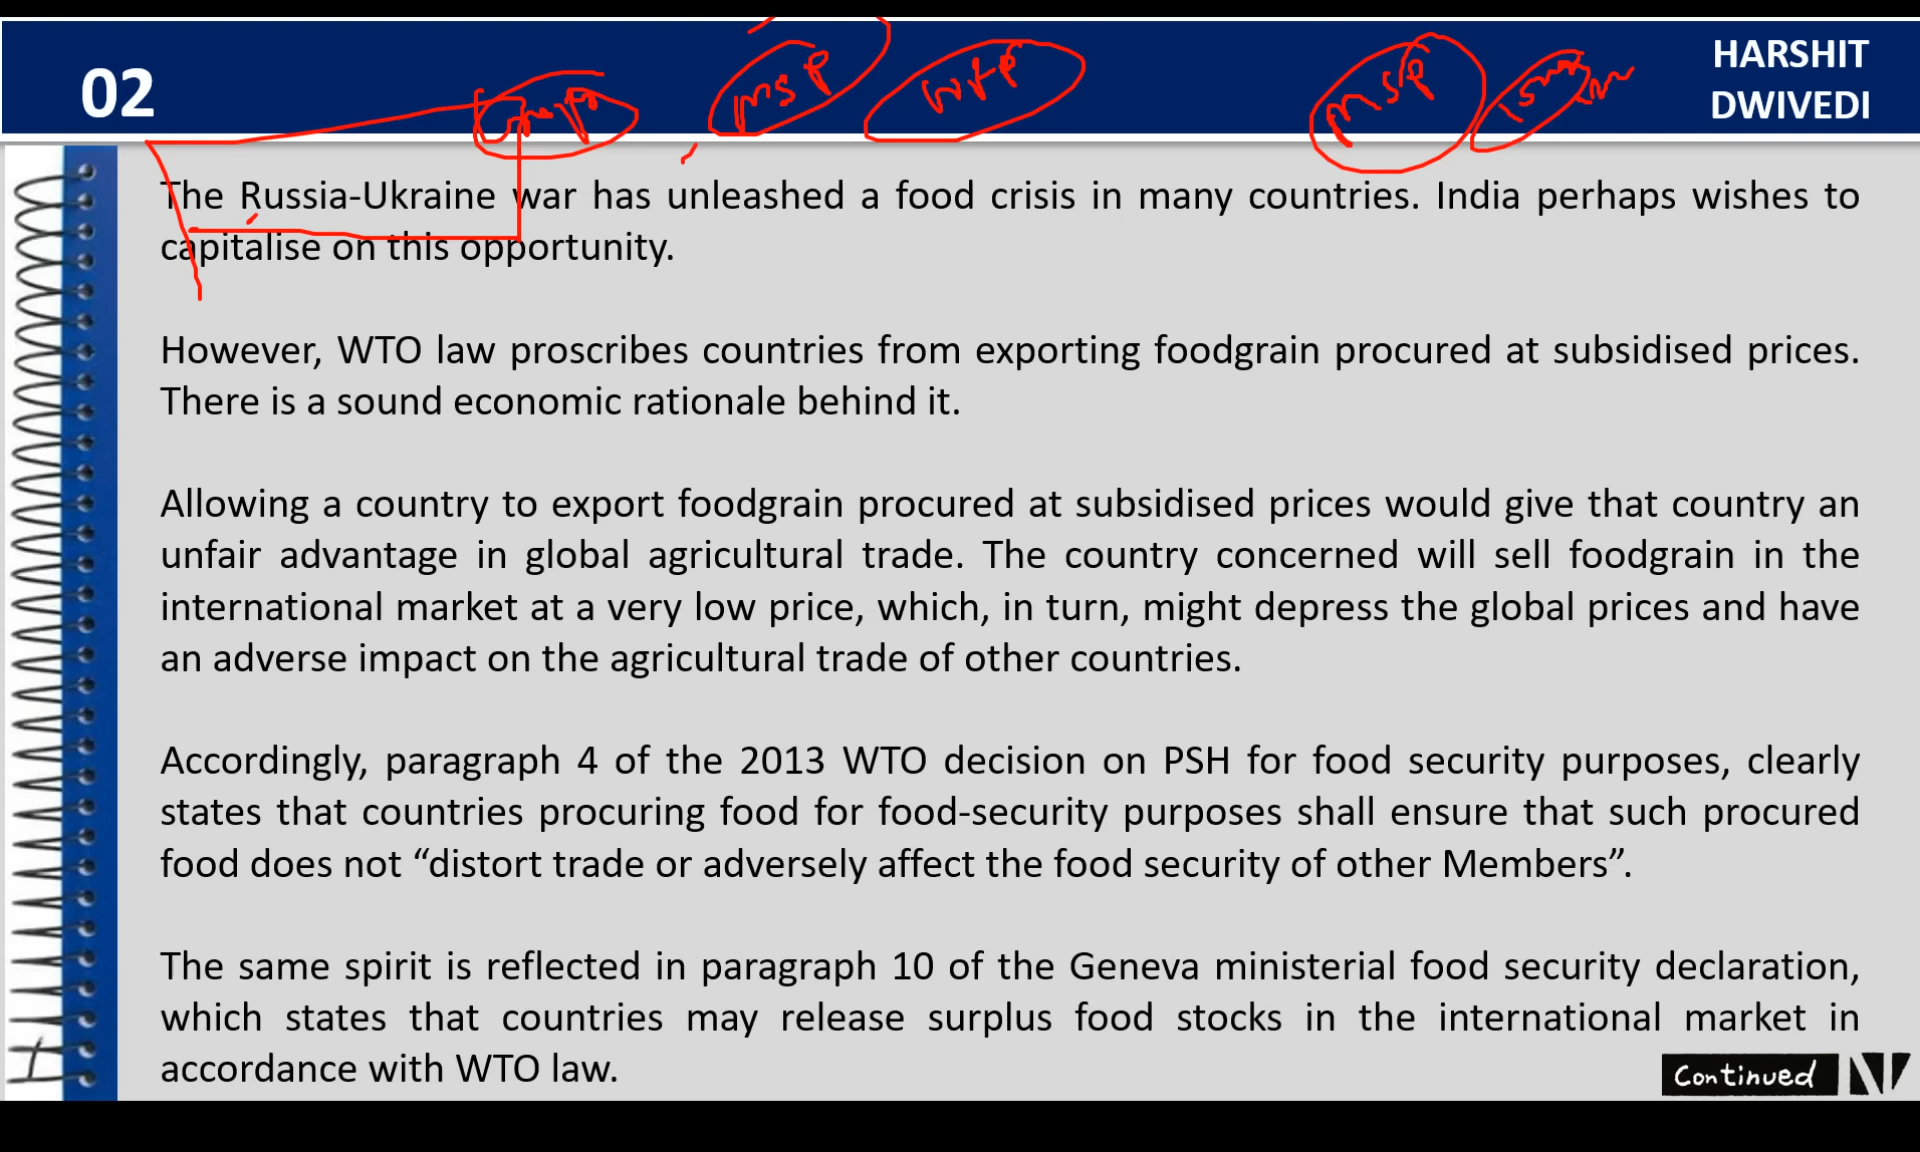 02
HARSHIT
DWIVEDI
msp
WFP
msp
The Russia-Ukraine war has unleashed a food crisis in many countries. India perhaps wishes to
capitalise on this opportunity.
However, WTO law proscribes countries from exporting foodgrain procured at subsidised prices.
There is a sound economic rationale behind it.
Allowing a country to export foodgrain procured at subsidised prices would give that country an
unfair advantage in global agricultural trade. The country concerned will sell foodgrain in the
international market at a very low price, which, in turn, might depress the global prices and have
an adverse impact on the agricultural trade of other countries.
Accordingly, paragraph 4 of the 2013 WTO decision on PSH for food security purposes, clearly
states that countries procuring food for food-security purposes shall ensure that such procured
food does not “distort trade or adversely affect the food security of other Members”.
The same spirit is reflected in paragraph 10 of the Geneva ministerial food security declaration,
which states that countries may release surplus food stocks in the international market in
accordance with WTO law.
Continued